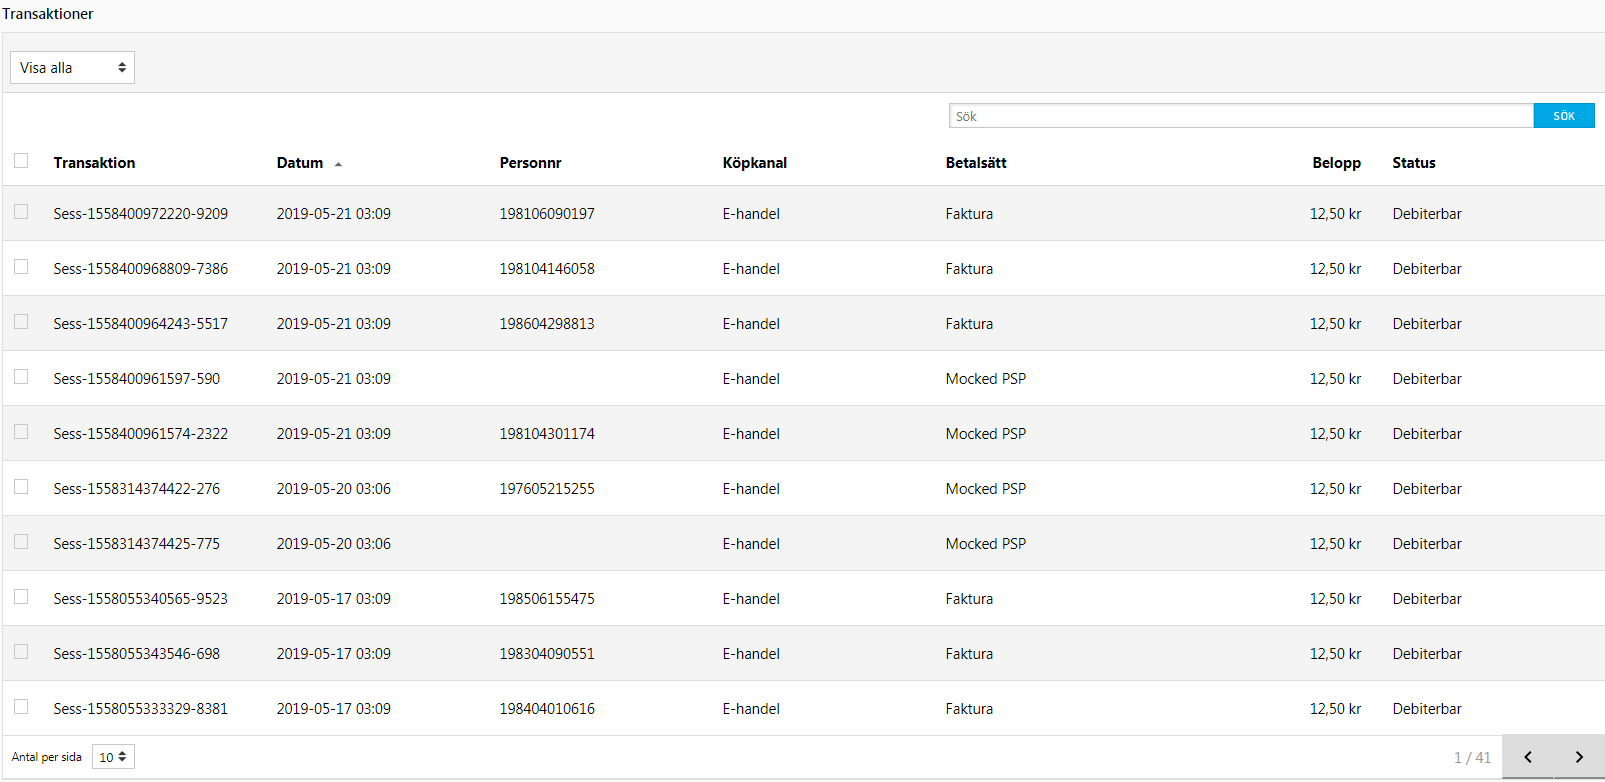 Transaktioner
Visa alla
Sök SÖK
Transaktion Datum Personnr Köpkanal Betalsätt Belopp Status
Sess-1558400972220-9209 2019-05-21 03:09 198106090197 E-handel Faktura 12,50 kr Debiterbar
Sess-1558400968809-7386 2019-05-21 03:09 198104146058 E-handel Faktura 12,50 kr Debiterbar
Sess-1558400964243-5517 2019-05-21 03:09 198604298813 E-handel Faktura 12,50 kr Debiterbar
Sess-1558400961597-590 2019-05-21 03:09 E-handel Mocked PSP 12,50 kr Debiterbar
Sess-1558400961574-2322 2019-05-21 03:09 198104301174 E-handel Mocked PSP 12,50 kr Debiterbar
Sess-1558314374422-276 2019-05-20 03:06 197605215255 E-handel Mocked PSP 12,50 kr Debiterbar
Sess-1558314374425-775 2019-05-20 03:06 E-handel Mocked PSP 12,50 kr Debiterbar
Sess-1558055340565-9523 2019-05-17 03:09 198506155475 E-handel Faktura 12,50 kr Debiterbar
Sess-1558055343546-698 2019-05-17 03:09 198304090551 E-handel Faktura 12,50 kr Debiterbar
Sess-1558055333329-8381 2019-05-17 03:09 198404010616 E-handel Faktura 12,50 kr Debiterbar
Antal per sida 10 1 / 41